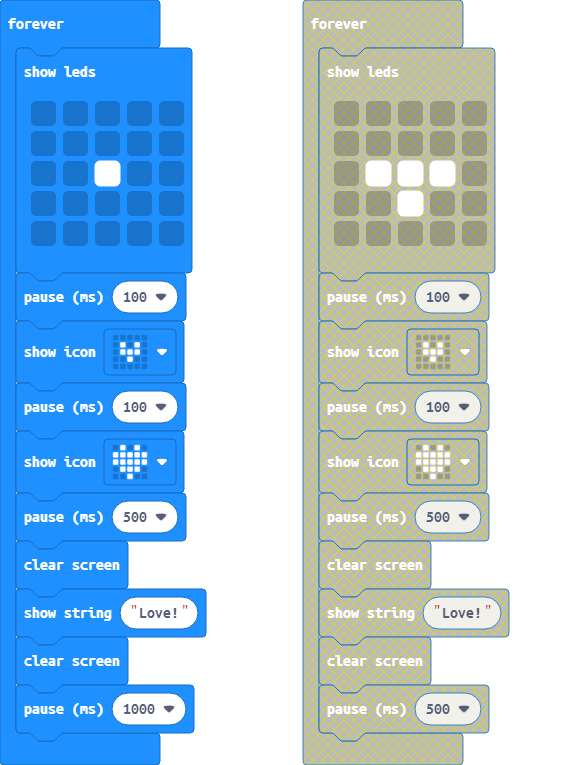 forever
show leds
pause (ms) 100
show icon
pause (ms) 100
show icon
pause (ms) 500
clear screen
show string "Love!"
clear screen
pause (ms) 1000
forever
show leds
pause (ms) 100
show icon
pause (ms) 100
show icon
pause (ms) 500
clear screen
show string "Love!"
clear screen
pause (ms) 500